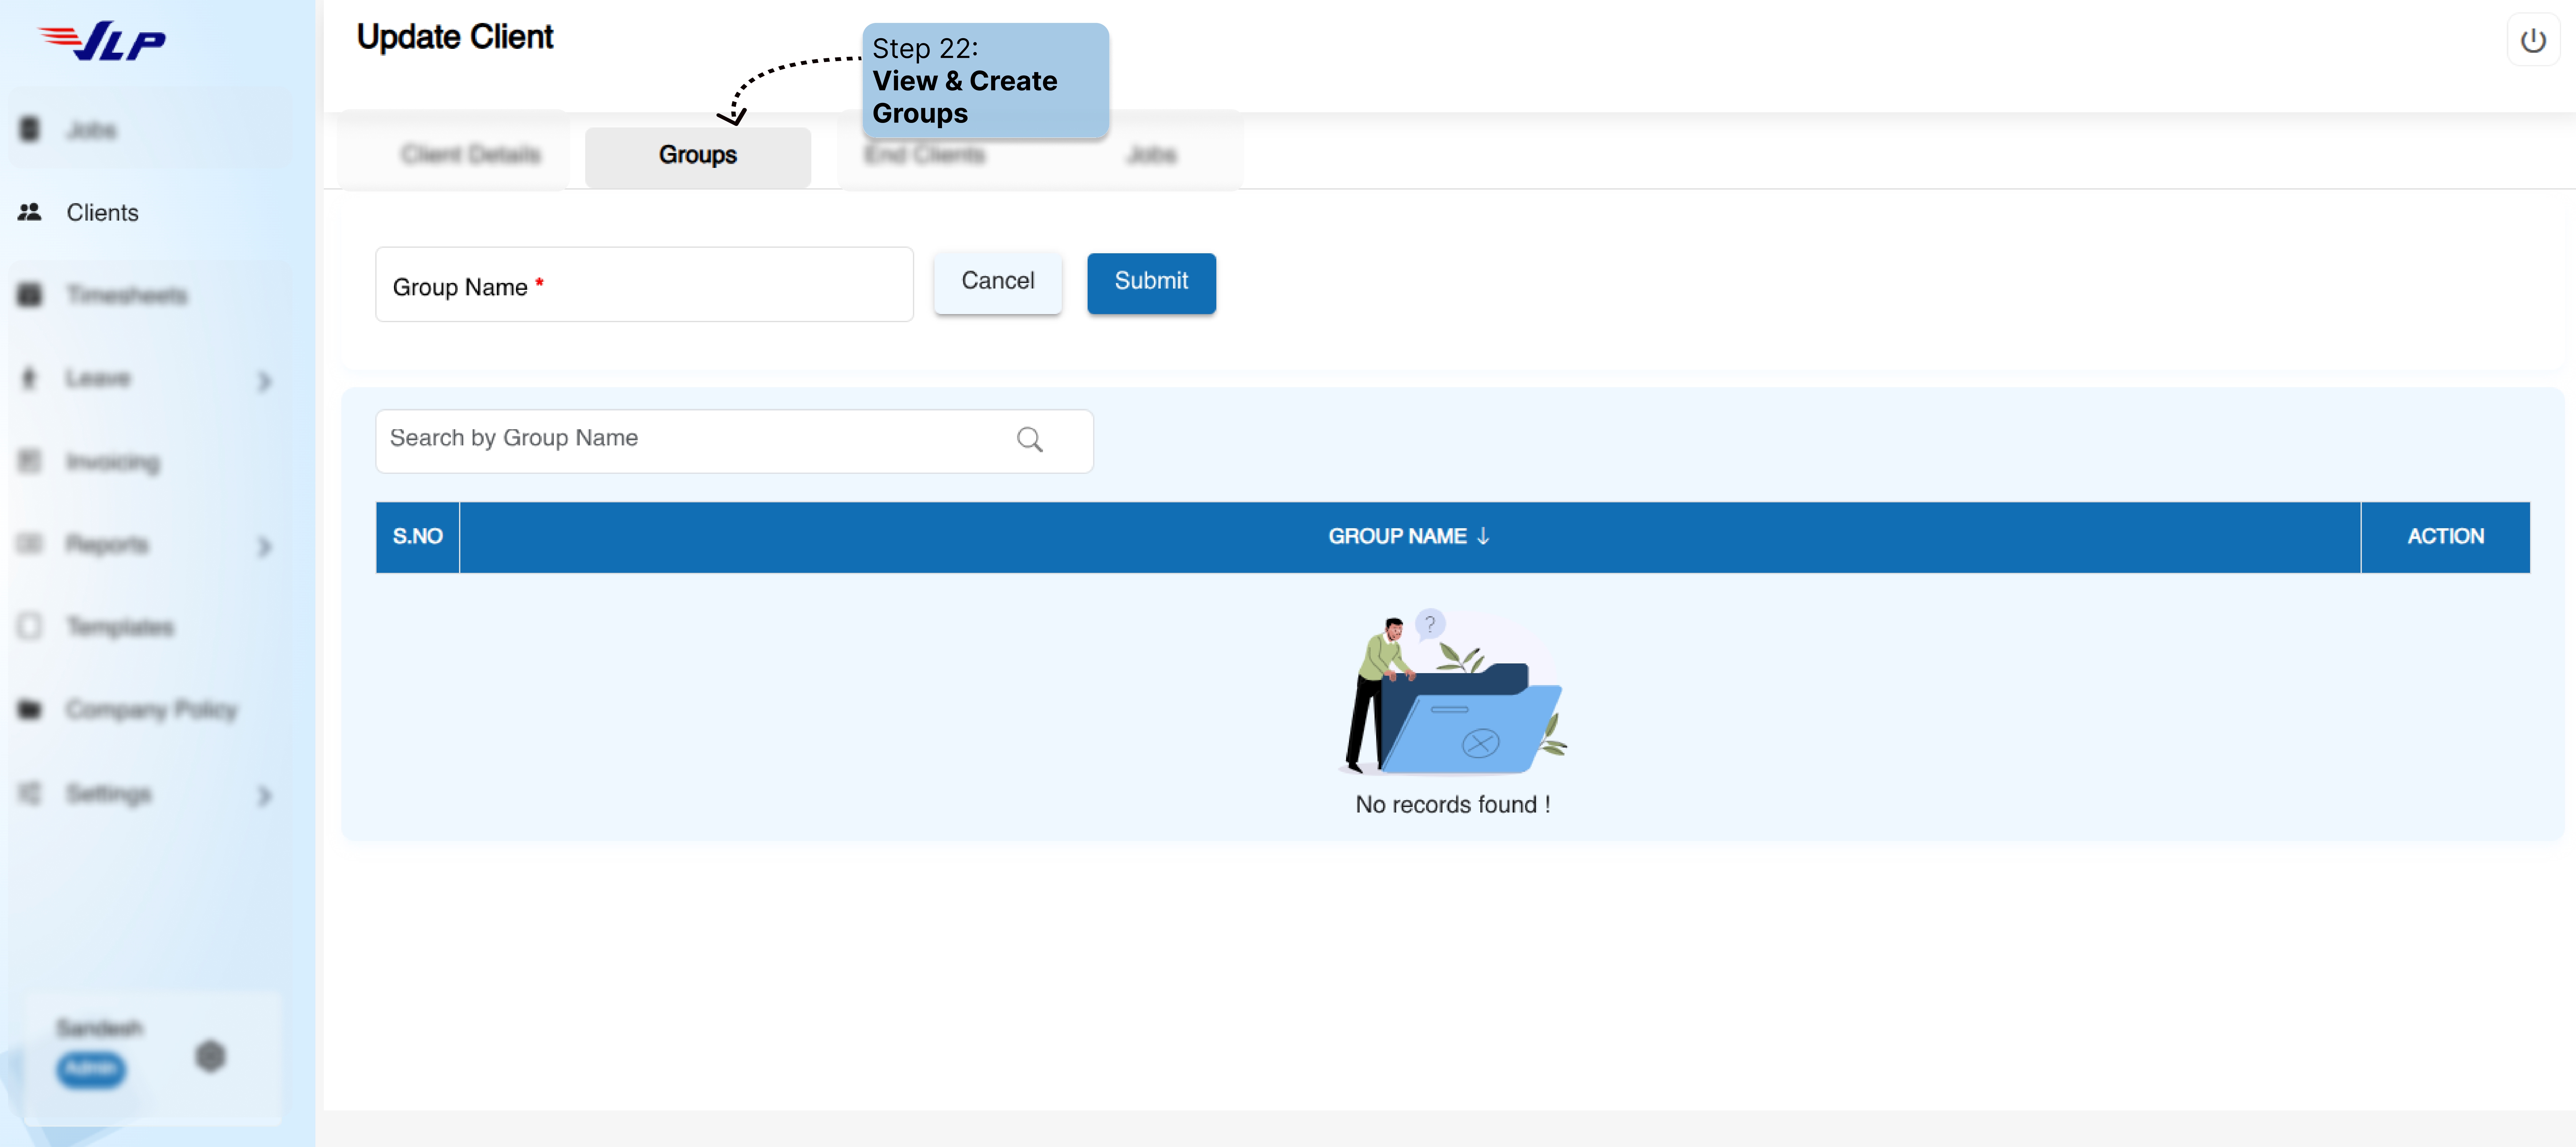 JLP
Update Client
Step 22:
View & Create
Groups
Jobs
Clients
Timesheets
Leave
Invoicing
Reports
Templates
Company Policy
Settings
Sandesh
Admin
Client Details
Groups
End Clients
Jobs
Group Name *
Cancel
Submit
Search by Group Name
S.NO
GROUP NAME ↓
ACTION
?
No records found !